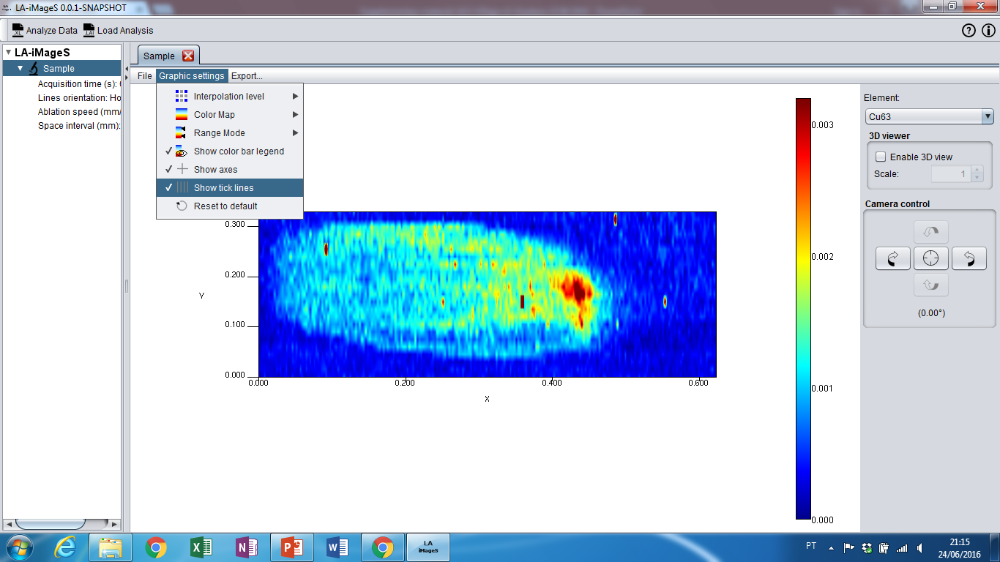 LA-iMageS 0.0.1-SNAPSHOT
Analyze Data Load Analysis
LA-iMageS
Sample
Acquisition time (s):
Lines orientation: Ho
Ablation speed (mm/
Space interval (mm):
Sample
File Graphic settings Export...
Interpolation level
Color Map
Range Mode
Show color bar legend
Show axes
Show tick lines
Reset to default
0.300
0.200
0.100
0.000
Y
0.000 0.200 0.400 0.600
X
0.003
0.002
0.001
0.000
Element:
Cu63
3D viewer
Enable 3D view
Scale: 1
Camera control
(0.00°)
LA
iMageS
PT
21:15
24/06/2016